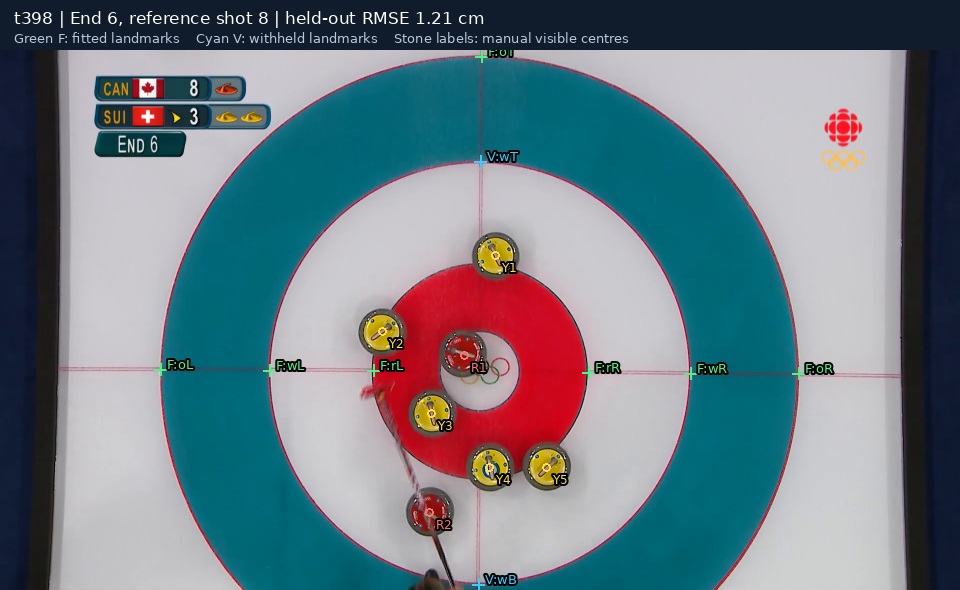 t398 | End 6, reference shot 8 | held-out RMSE 1.21 cm
Green F: fitted landmarks Cyan V: withheld landmarks Stone labels: manual visible centres
F:oT
CAN 8
SUI 3
END 6
V:wT
Y1
Y2
R1
F:oL
F:wL
F:rL
F:rR
F:wR
F:oR
Y3
Y4
Y5
R2
V:wB